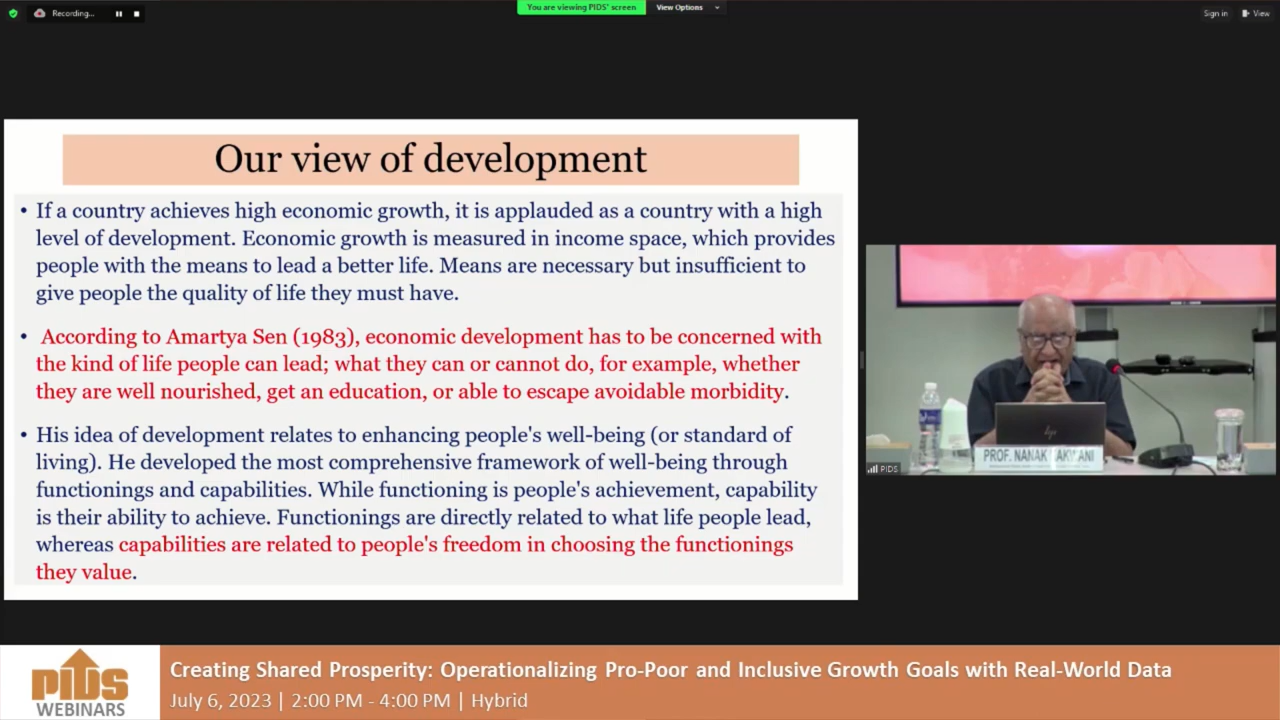 Recording...
You are viewing PIDS' screen
View Options
Sign in
View
Our view of development
• If a country achieves high economic growth, it is applauded as a country with a high
level of development. Economic growth is measured in income space, which provides
people with the means to lead a better life. Means are necessary but insufficient to
give people the quality of life they must have.
• According to Amartya Sen (1983), economic development has to be concerned with
the kind of life people can lead; what they can or cannot do, for example, whether
they are well nourished, get an education, or able to escape avoidable morbidity.
• His idea of development relates to enhancing people's well-being (or standard of
living). He developed the most comprehensive framework of well-being through
functionings and capabilities. While functioning is people's achievement, capability
is their ability to achieve. Functionings are directly related to what life people lead,
whereas capabilities are related to people's freedom in choosing the functionings
they value.
hp
PROF. NANAK
PIDS
PIDS
WEBINARS
Creating Shared Prosperity: Operationalizing Pro-Poor and Inclusive Growth Goals with Real-World Data
July 6, 2023 | 2:00 PM - 4:00 PM | Hybrid